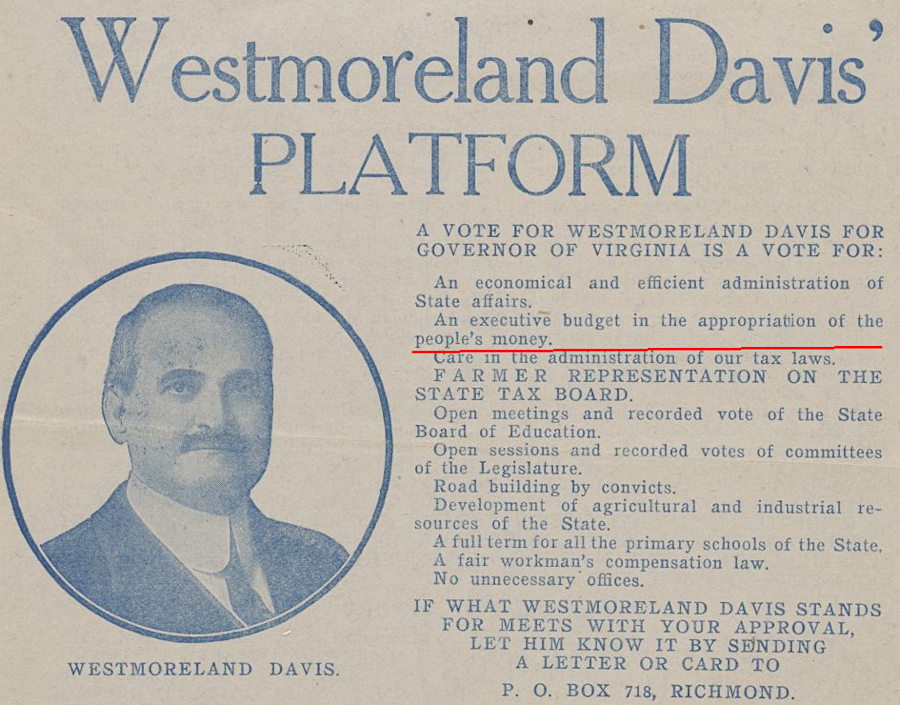 Westmoreland Davis'
PLATFORM
A VOTE FOR WESTMORELAND DAVIS FOR
GOVERNOR OF VIRGINIA IS A VOTE FOR:
An economical and efficient administration of
State affairs.
An executive budget in the appropriation of the
people's money.
Care in the administration of our tax laws.
FARMER REPRESENTATION ON THE
STATE TAX BOARD.
Open meetings and recorded vote of the State
Board of Education.
Open sessions and recorded votes of committees
of the Legislature.
Road building by convicts.
Development of agricultural and industrial re-
sources of the State.
A full term for all the primary schools of the State.
A fair workman's compensation law.
No unnecessary offices.
IF WHAT WESTMORELAND DAVIS STANDS
FOR MEETS WITH YOUR APPROVAL,
LET HIM KNOW IT BY SENDING
A LETTER OR CARD TO
P. O. BOX 718, RICHMOND.
WESTMORELAND DAVIS.